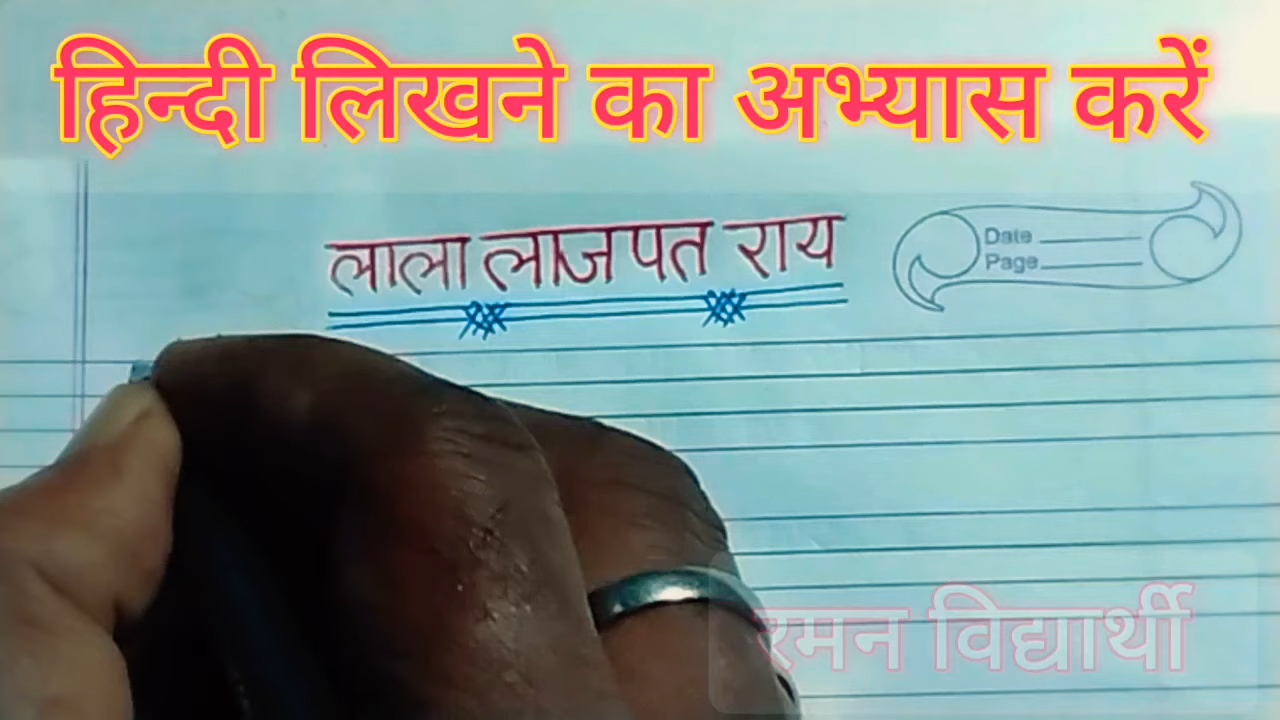 हिन्दी लिखने का अभ्यास करें
लाला लाजपत राय
Date
Page
रमन विद्यार्थी